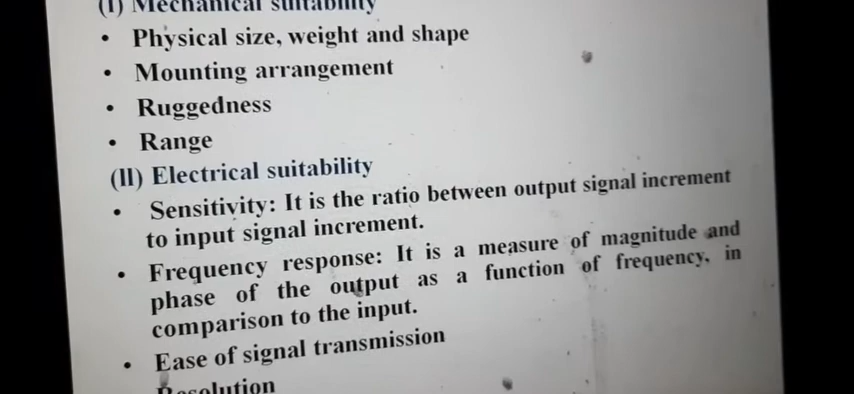 (I) Mechanical suitability
• Physical size, weight and shape
• Mounting arrangement
• Ruggedness
• Range
(II) Electrical suitability
• Sensitivity: It is the ratio between output signal increment
to input signal increment.
• Frequency response: It is a measure of magnitude and
phase of the output as a function of frequency, in
comparison to the input.
• Ease of signal transmission
Resolution